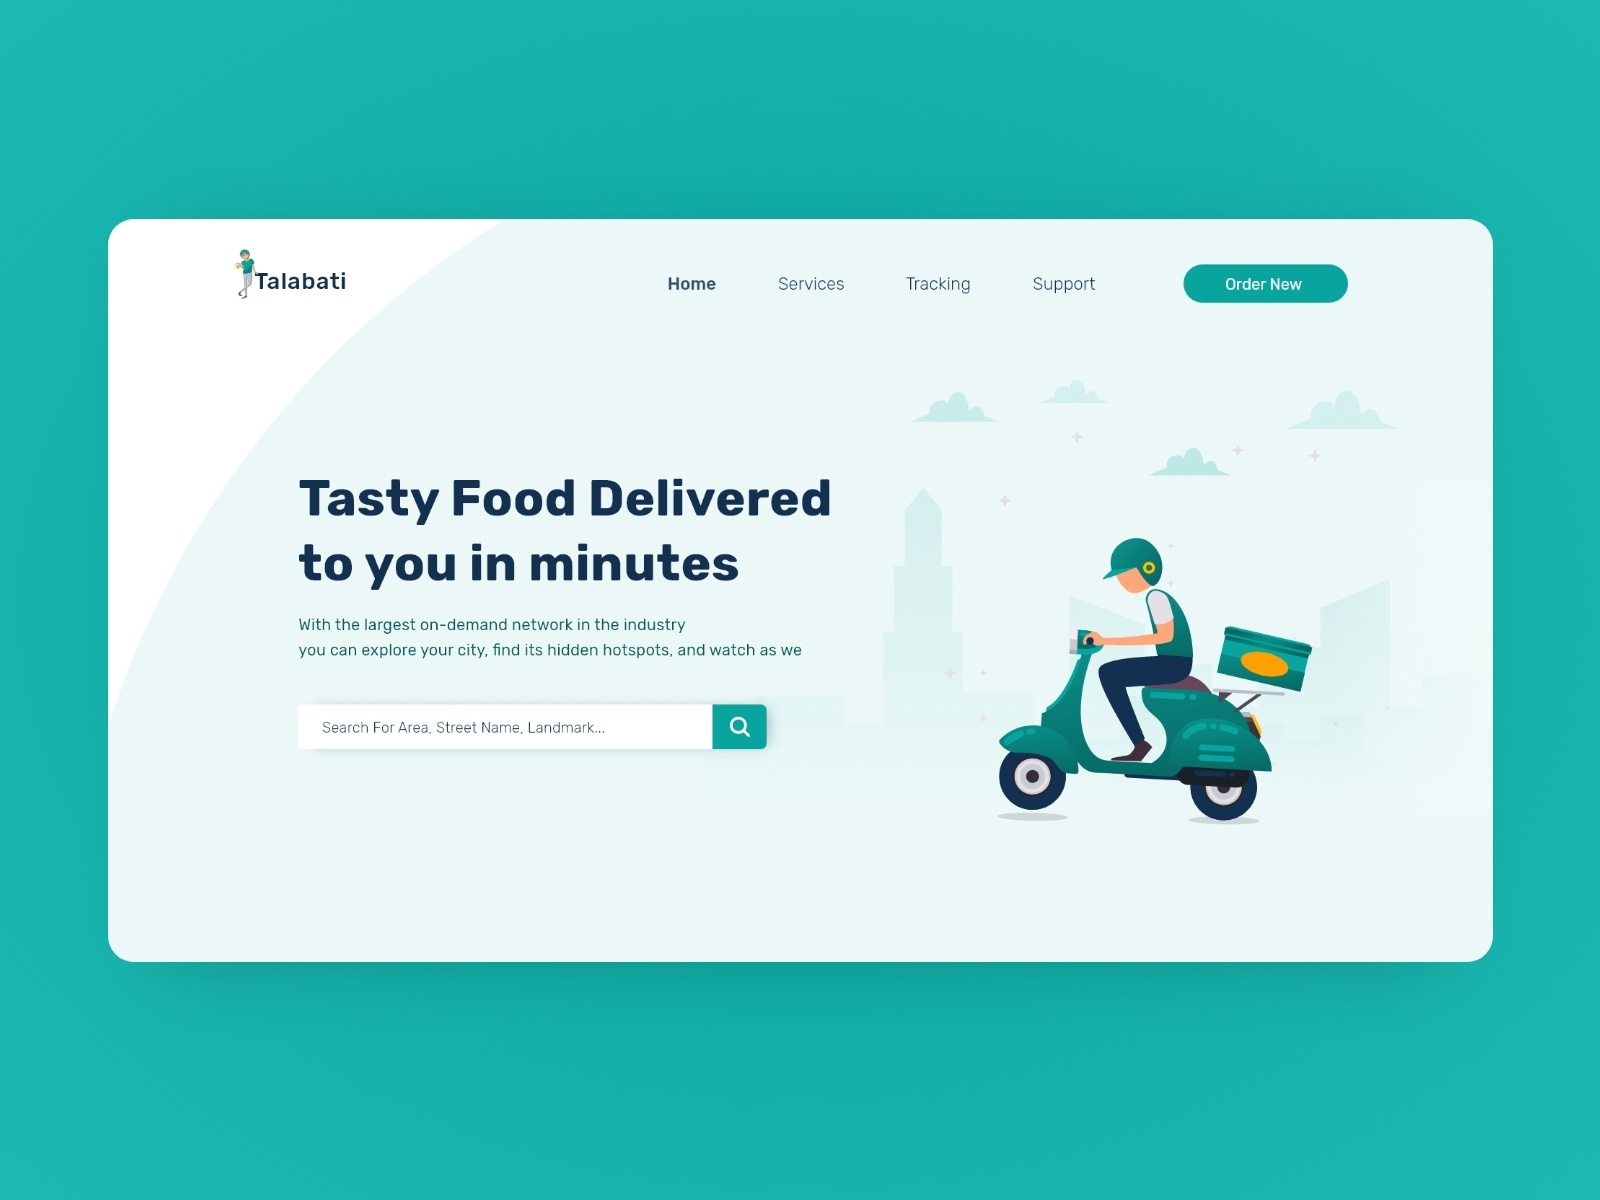 Talabati
Home Services Tracking Support Order New
Tasty Food Delivered
to you in minutes
With the largest on-demand network in the industry
you can explore your city, find its hidden hotspots, and watch as we
Search For Area, Street Name, Landmark...